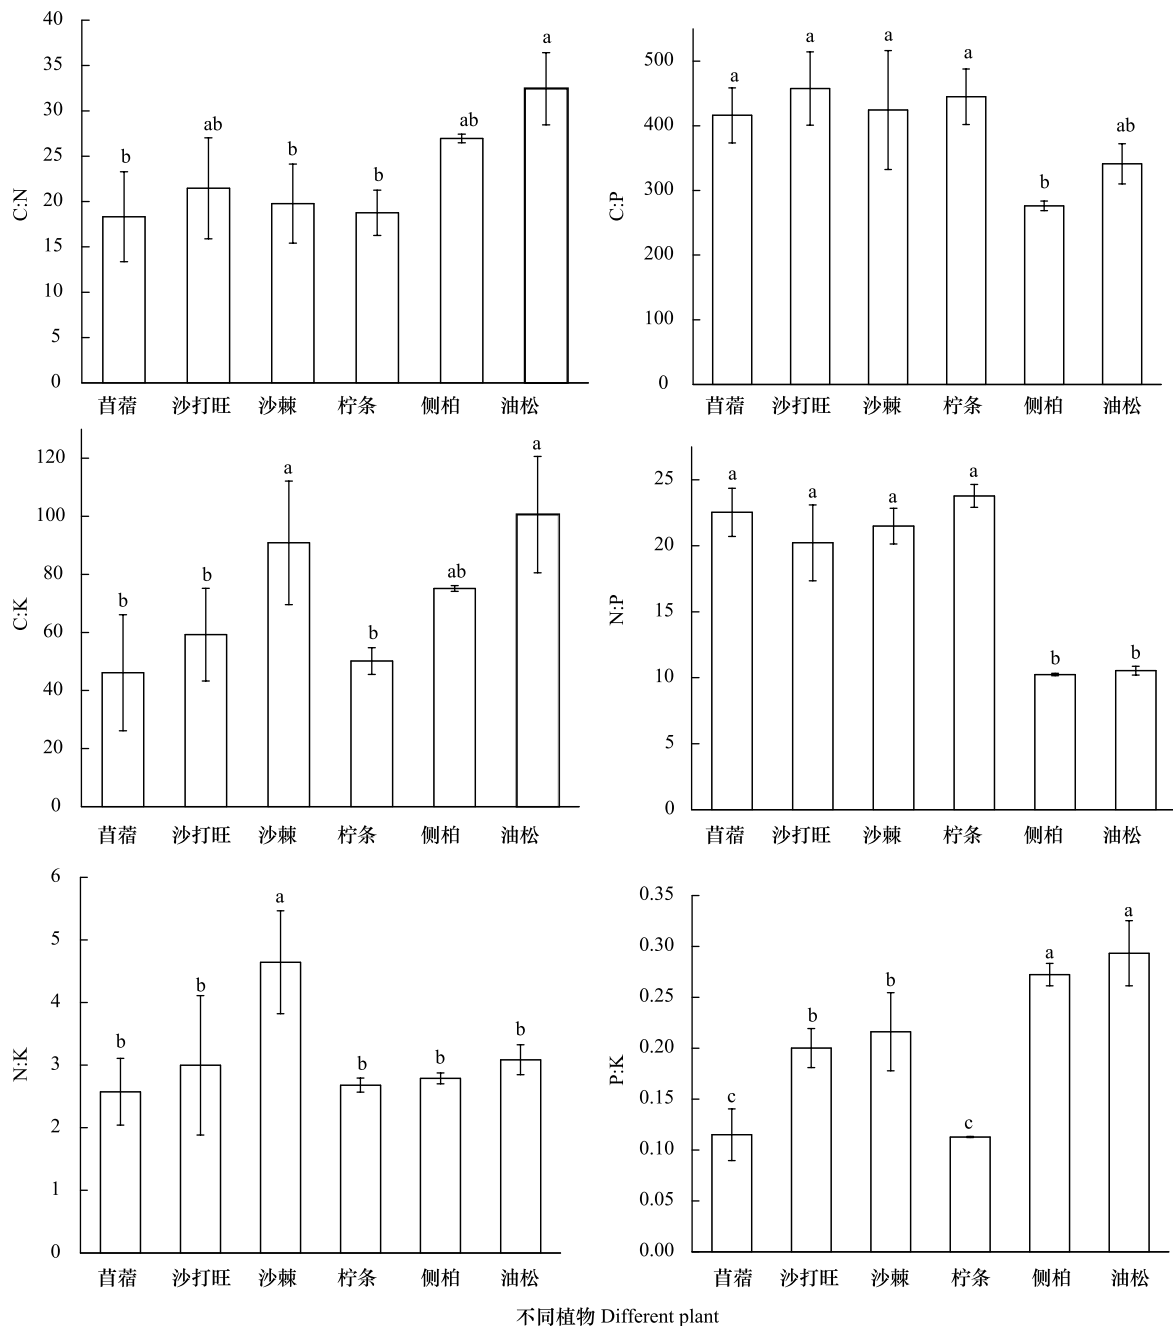 C:N
40
35
30
25
20
15
10
5
0
b
ab
b
b
ab
a
苜蓿 沙打旺 沙棘 柠条 侧柏 油松
C:P
500
400
300
200
100
0
a
a
a
a
b
ab
苜蓿 沙打旺 沙棘 柠条 侧柏 油松
C:K
120
100
80
60
40
20
0
b
b
a
b
ab
a
苜蓿 沙打旺 沙棘 柠条 侧柏 油松
N:P
25
20
15
10
5
0
a
a
a
a
b
b
苜蓿 沙打旺 沙棘 柠条 侧柏 油松
N:K
6
5
4
3
2
1
0
b
b
a
b
b
b
苜蓿 沙打旺 沙棘 柠条 侧柏 油松
P:K
0.35
0.30
0.25
0.20
0.15
0.10
0.05
0.00
c
b
b
c
a
a
苜蓿 沙打旺 沙棘 柠条 侧柏 油松
不同植物 Different plant